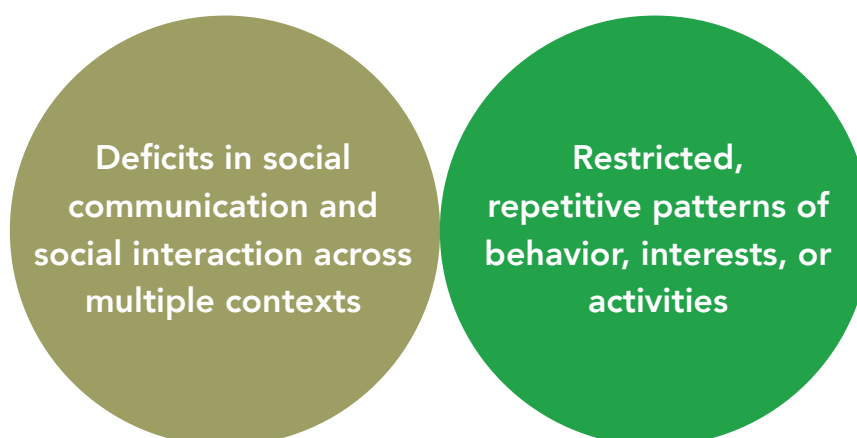 Deficits in social
communication and
social interaction across
multiple contexts
Restricted,
repetitive patterns of
behavior, interests, or
activities